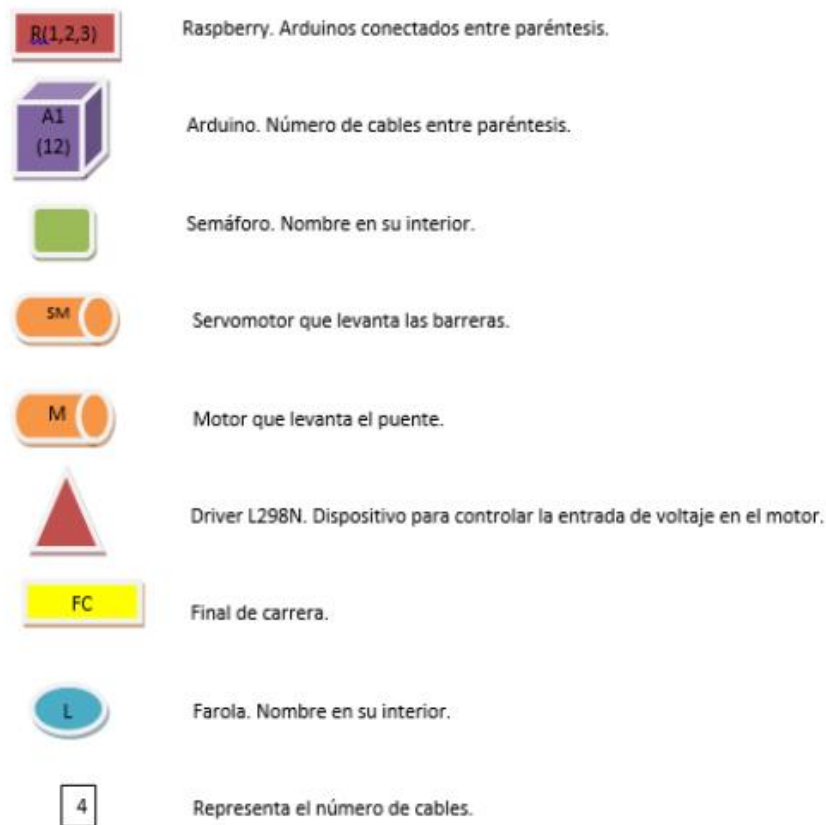 R(1,2,3) Raspberry. Arduinos conectados entre paréntesis.
A1
(12)
Arduino. Número de cables entre paréntesis.
Semáforo. Nombre en su interior.
SM Servomotor que levanta las barreras.
M Motor que levanta el puente.
Driver L298N. Dispositivo para controlar la entrada de voltaje en el motor.
FC Final de carrera.
L Farola. Nombre en su interior.
4 Representa el número de cables.